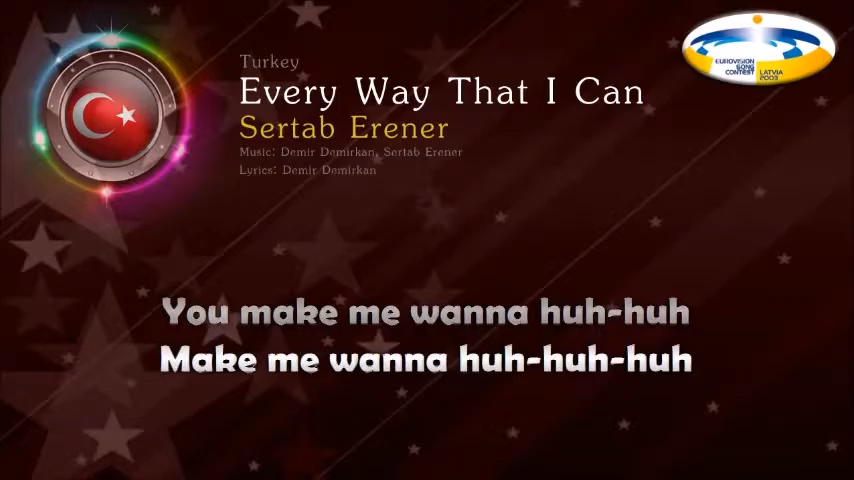 Turkey
Every Way That I Can
Sertab Erener
Music: Demir Demirkan, Sertab Erener
Lyrics: Demir Demirkan
EUROVISION
SONG
CONTEST
LATVIA
2003
You make me wanna huh-huh
Make me wanna huh-huh-huh